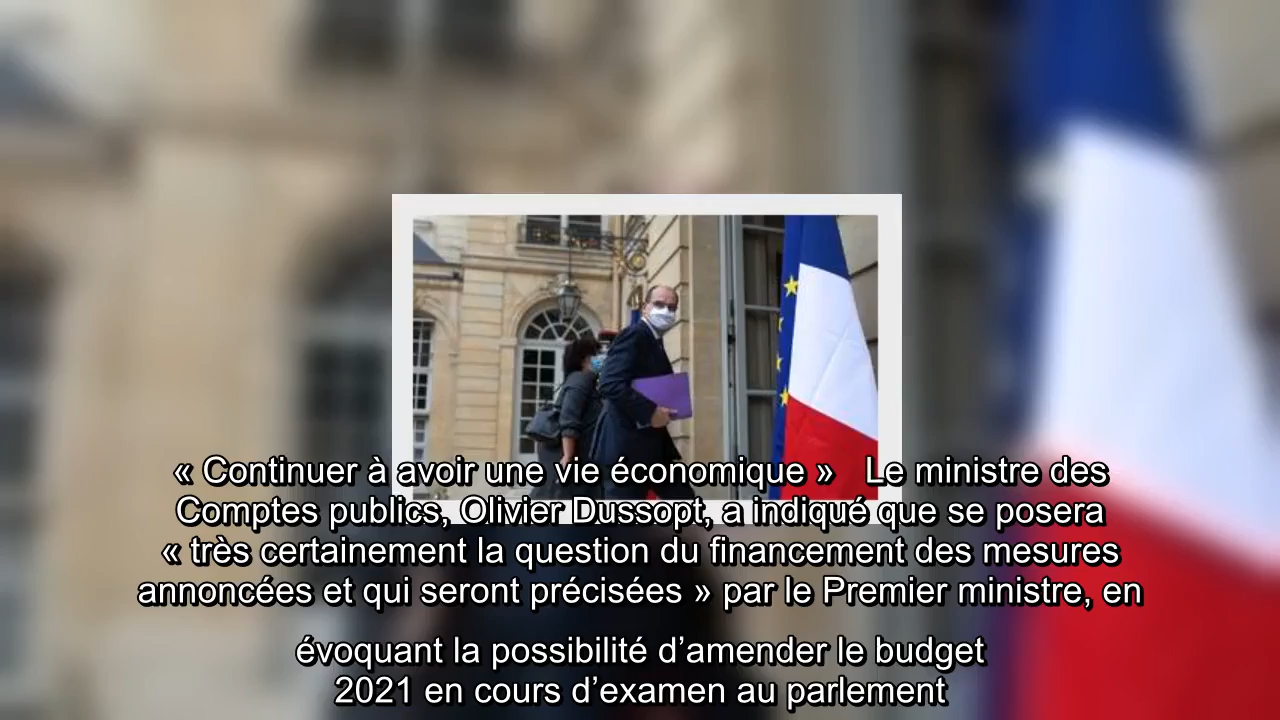 « Continuer à avoir une vie économique »   Le ministre des
Comptes publics, Olivier Dussopt, a indiqué que se posera
« très certainement la question du financement des mesures
annoncées et qui seront précisées » par le Premier ministre, en
évoquant la possibilité d’amender le budget
2021 en cours d’examen au parlement